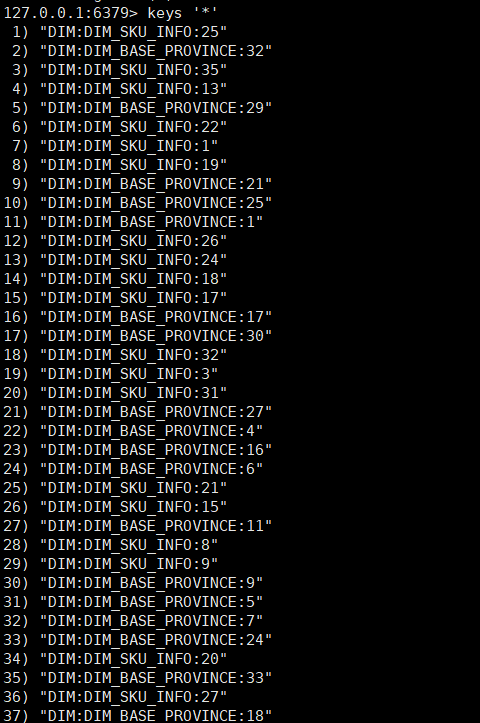 127.0.0.1:6379> keys '*'
1) "DIM:DIM_SKU_INFO:25"
2) "DIM:DIM_BASE_PROVINCE:32"
3) "DIM:DIM_SKU_INFO:35"
4) "DIM:DIM_SKU_INFO:13"
5) "DIM:DIM_BASE_PROVINCE:29"
6) "DIM:DIM_SKU_INFO:22"
7) "DIM:DIM_SKU_INFO:1"
8) "DIM:DIM_SKU_INFO:19"
9) "DIM:DIM_BASE_PROVINCE:21"
10) "DIM:DIM_BASE_PROVINCE:25"
11) "DIM:DIM_BASE_PROVINCE:1"
12) "DIM:DIM_SKU_INFO:26"
13) "DIM:DIM_SKU_INFO:24"
14) "DIM:DIM_SKU_INFO:18"
15) "DIM:DIM_SKU_INFO:17"
16) "DIM:DIM_BASE_PROVINCE:17"
17) "DIM:DIM_BASE_PROVINCE:30"
18) "DIM:DIM_SKU_INFO:32"
19) "DIM:DIM_SKU_INFO:3"
20) "DIM:DIM_SKU_INFO:31"
21) "DIM:DIM_BASE_PROVINCE:27"
22) "DIM:DIM_BASE_PROVINCE:4"
23) "DIM:DIM_BASE_PROVINCE:16"
24) "DIM:DIM_BASE_PROVINCE:6"
25) "DIM:DIM_SKU_INFO:21"
26) "DIM:DIM_SKU_INFO:15"
27) "DIM:DIM_BASE_PROVINCE:11"
28) "DIM:DIM_SKU_INFO:8"
29) "DIM:DIM_SKU_INFO:9"
30) "DIM:DIM_BASE_PROVINCE:9"
31) "DIM:DIM_BASE_PROVINCE:5"
32) "DIM:DIM_BASE_PROVINCE:7"
33) "DIM:DIM_BASE_PROVINCE:24"
34) "DIM:DIM_SKU_INFO:20"
35) "DIM:DIM_BASE_PROVINCE:33"
36) "DIM:DIM_SKU_INFO:27"
37) "DIM:DIM_BASE_PROVINCE:18"